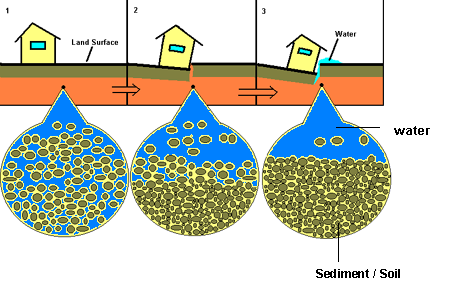 1
2
3
Land Surface
Water
water
Sediment / Soil